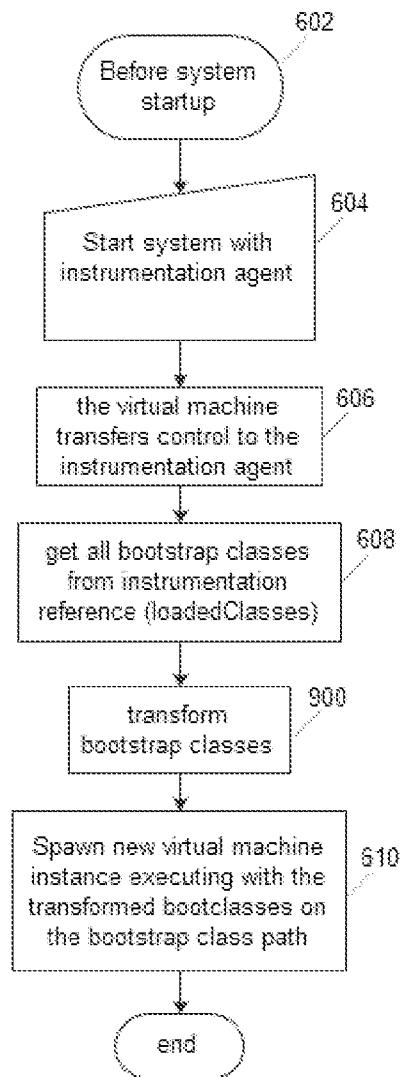 602
Before system
startup
604
Start system with
instrumentation agent
606
the virtual machine
transfers control to the
instrumentation agent
608
get all bootstrap classes
from instrumentation
reference (loadedClasses)
900
transform
bootstrap classes
610
Spawn new virtual machine
instance executing with the
transformed bootclasses on
the bootstrap class path
end